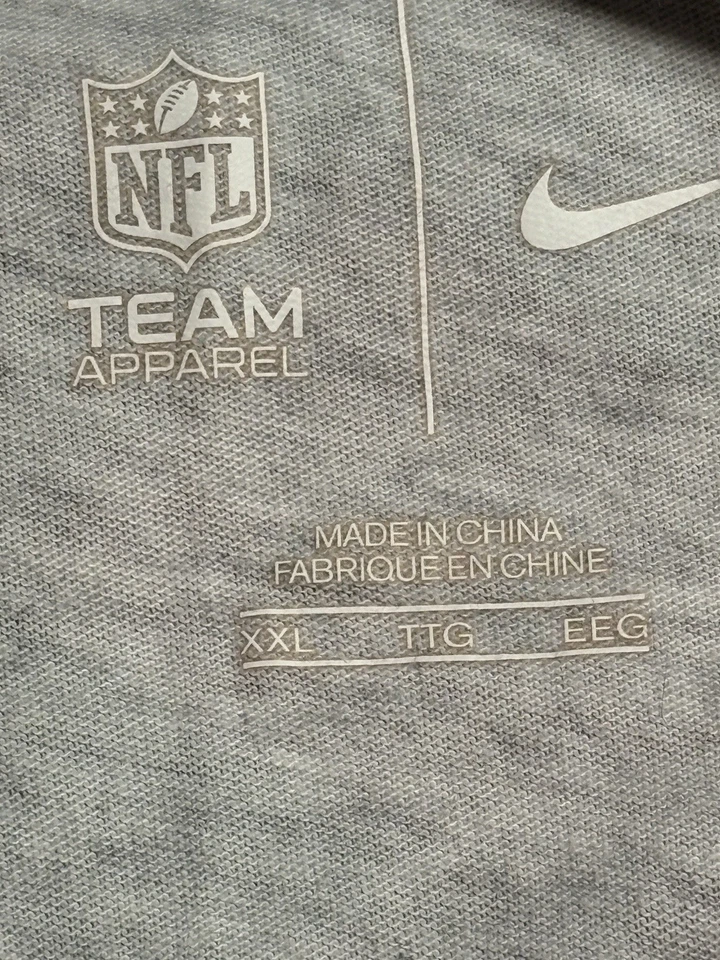 NFL
TEAM
APPAREL
MADE IN CHINA
FABRIQUE EN CHINE
XXL TTG EEG